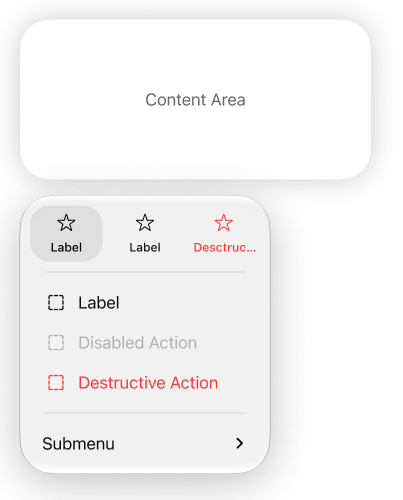 Content Area
Label Label Desctruc...
Label
Disabled Action
Destructive Action
Submenu